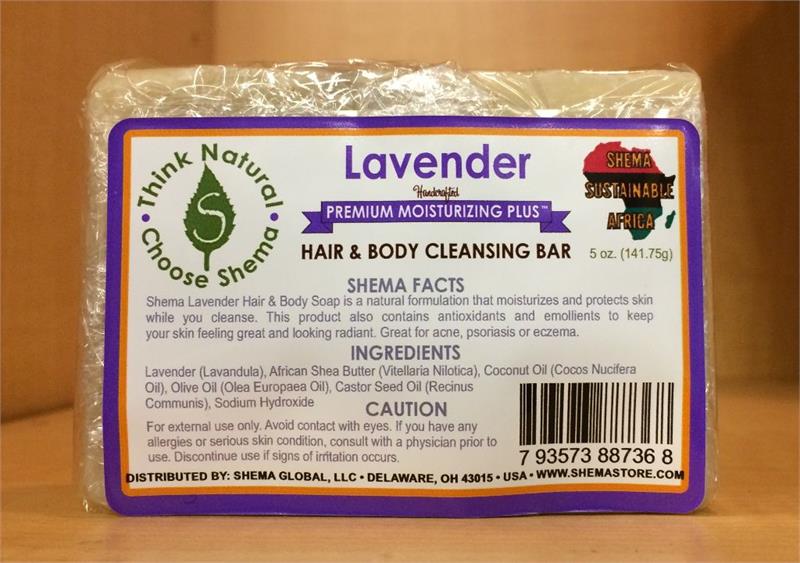 Think Natural
Choose Shema
S
Lavender
Handcrafted
PREMIUM MOISTURIZING PLUS™
HAIR & BODY CLEANSING BAR
SHEMA
SUSTAINABLE
AFRICA
5 oz. (141.75g)
SHEMA FACTS
Shema Lavender Hair & Body Soap is a natural formulation that moisturizes and protects skin
while you cleanse. This product also contains antioxidants and emollients to keep
your skin feeling great and looking radiant. Great for acne, psoriasis or eczema.
INGREDIENTS
Lavender (Lavandula), African Shea Butter (Vitellaria Nilotica), Coconut Oil (Cocos Nucifera
Oil), Olive Oil (Olea Europaea Oil), Castor Seed Oil (Recinus
Communis), Sodium Hydroxide
CAUTION
For external use only. Avoid contact with eyes. If you have any
allergies or serious skin condition, consult with a physician prior to
use. Discontinue use if signs of irritation occurs.
7 93573 88736 8
DISTRIBUTED BY: SHEMA GLOBAL, LLC • DELAWARE, OH 43015 • USA • WWW.SHEMASTORE.COM